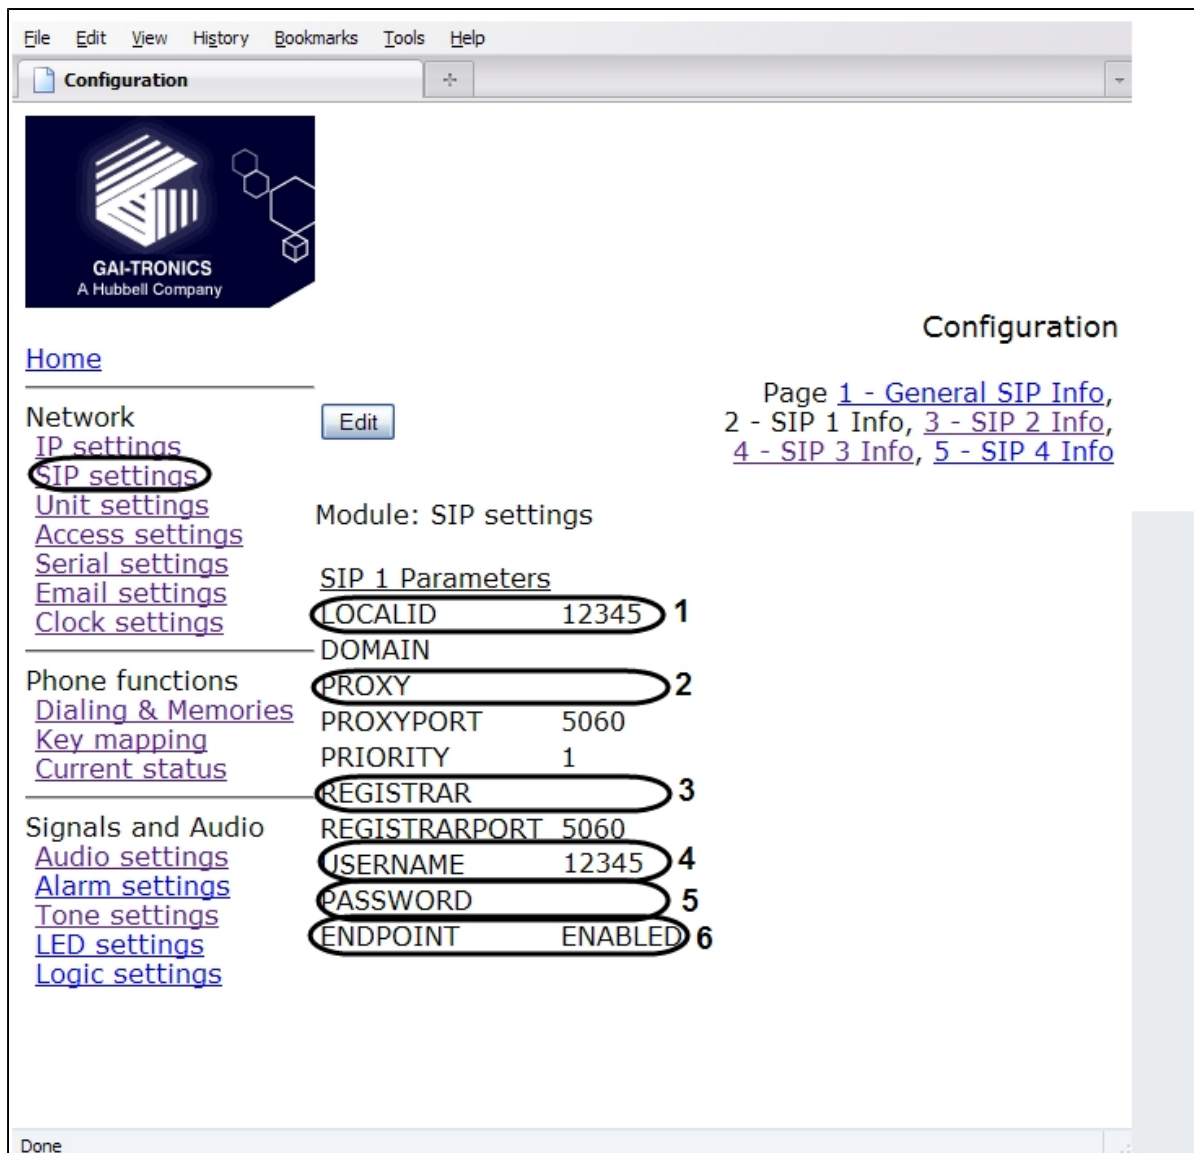 File Edit View History Bookmarks Tools Help
Configuration
GAI-TRONICS
A Hubbell Company
Configuration
Home
Page 1 - General SIP Info,
2 - SIP 1 Info, 3 - SIP 2 Info,
4 - SIP 3 Info, 5 - SIP 4 Info
Network
IP settings
SIP settings
Unit settings
Access settings
Serial settings
Email settings
Clock settings
Phone functions
Dialing & Memories
Key mapping
Current status
Signals and Audio
Audio settings
Alarm settings
Tone settings
LED settings
Logic settings
Edit
Module: SIP settings
SIP 1 Parameters
LOCALID 12345 1
DOMAIN
PROXY 2
PROXYPORT 5060
PRIORITY 1
REGISTRAR 3
REGISTRARPORT 5060
USERNAME 12345 4
PASSWORD 5
ENDPOINT ENABLED 6
Done